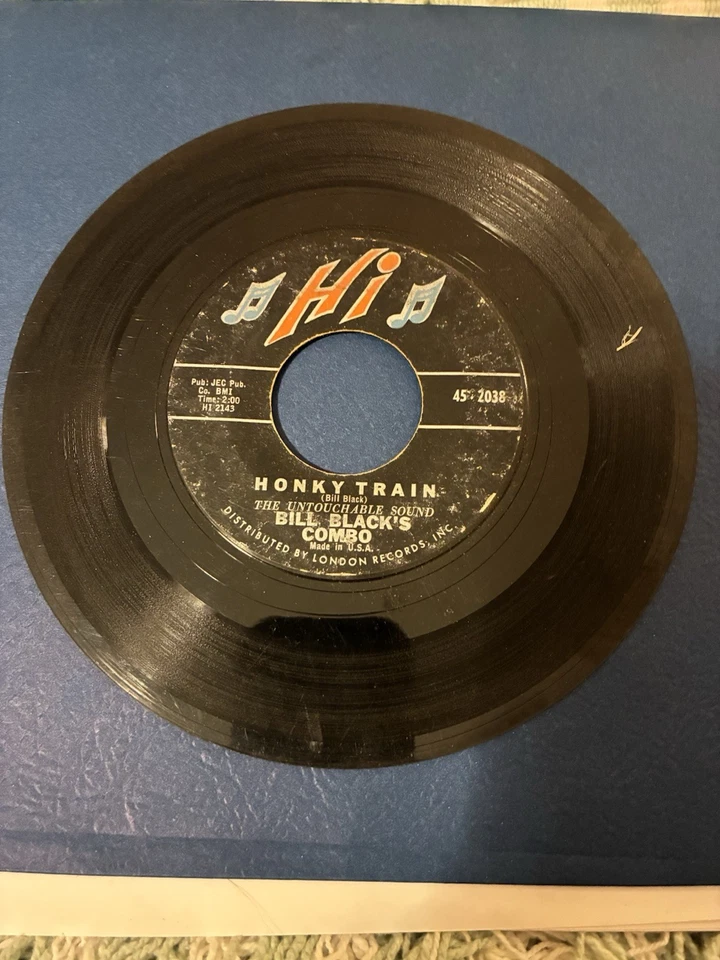 Hi
Pub: JEC Pub.
Co. BMI
Time: 2:00
HI 2143
45-2038
HONKY TRAIN
(Bill Black)
THE UNTOUCHABLE SOUND
BILL BLACK'S
COMBO
Made in U.S.A.
DISTRIBUTED BY LONDON RECORDS, INC.